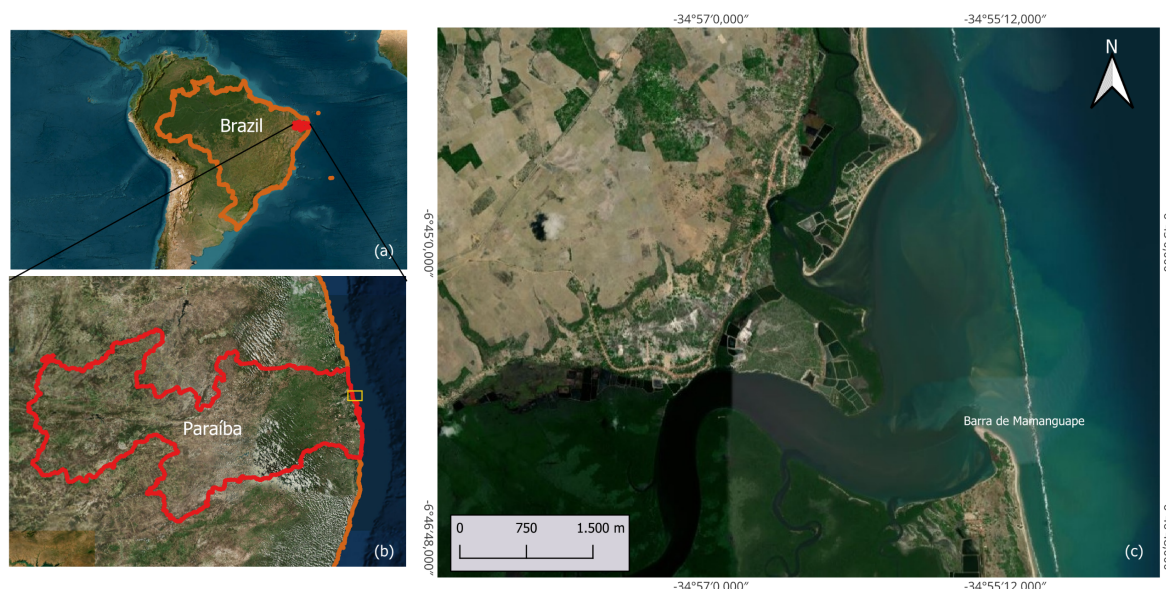 -34°57′0,000″
-34°55′12,000″
Brazil
(a)
N
-6°45′0,000″
Paraíba
(b)
Barra de Mamanguape
0
750
1.500 m
-6°46′48,000″
(c)
-34°57′0,000″
-34°55′12,000″